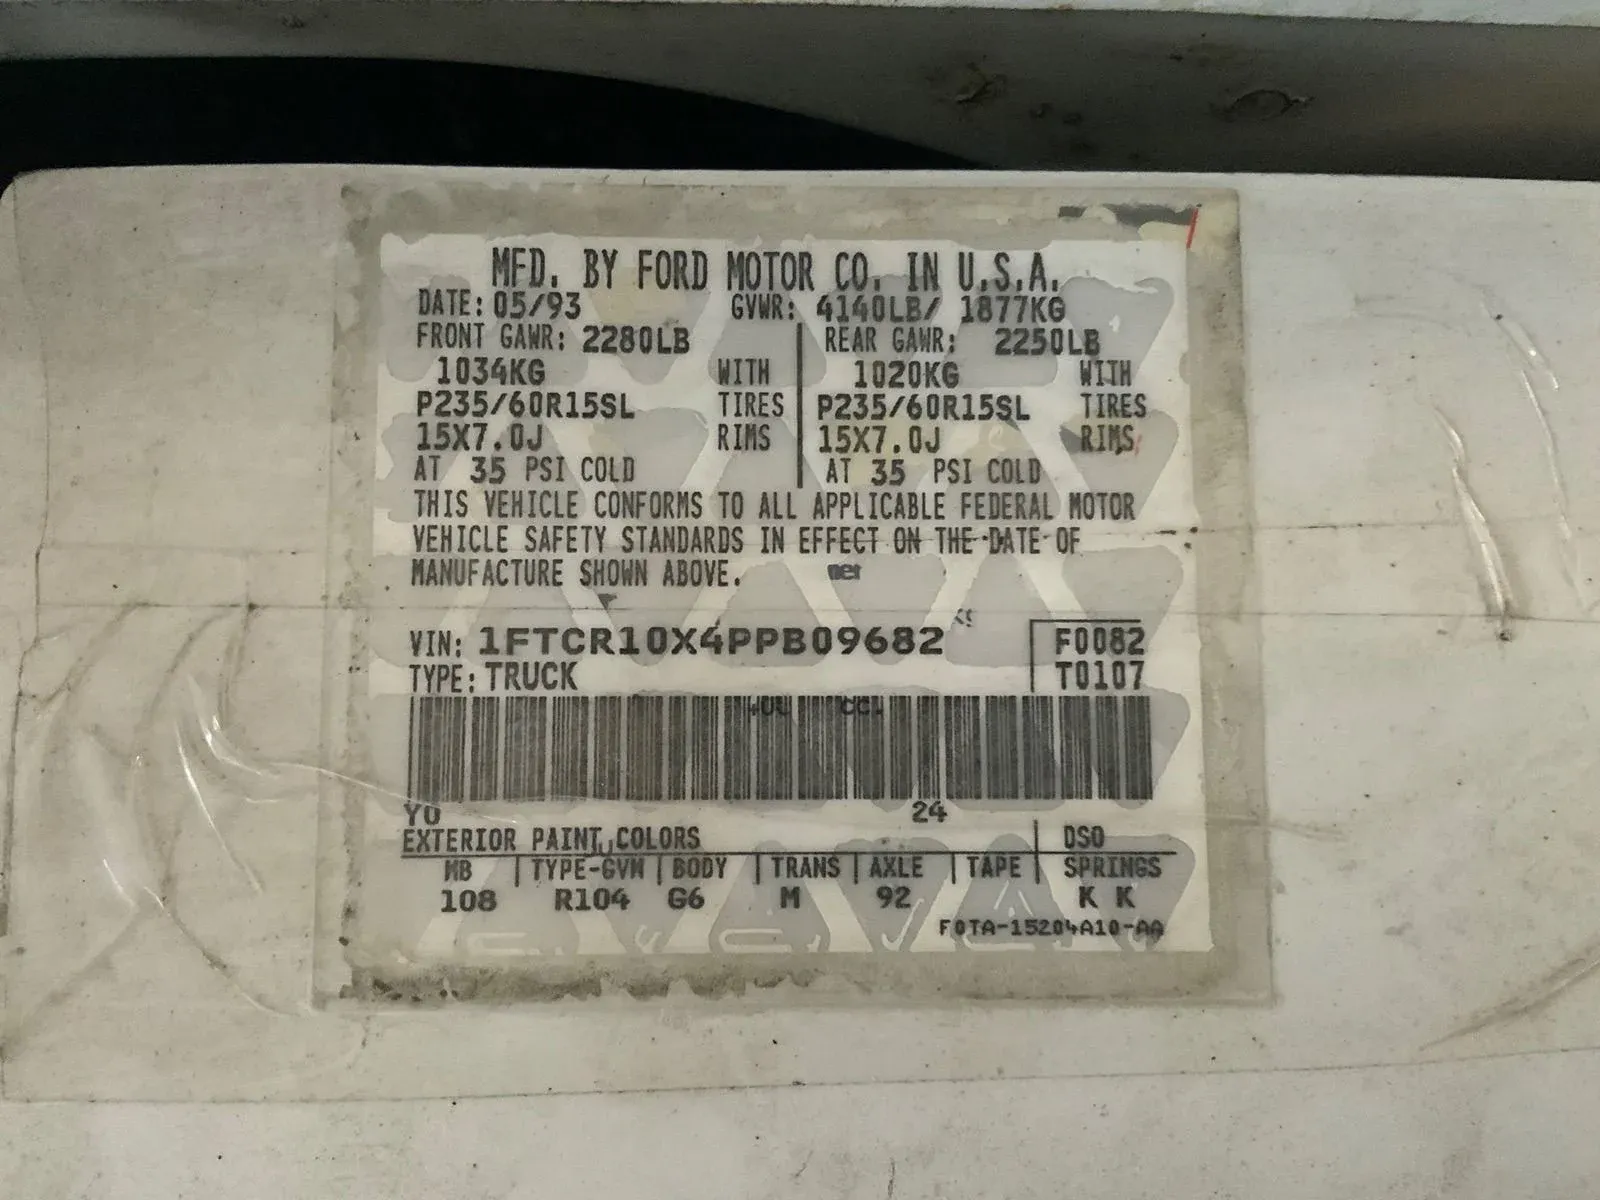 MFD. BY FORD MOTOR CO. IN U.S.A.
DATE: 05/93 GVWR: 4140LB/ 1877KG
FRONT GAWR: 2280LB REAR GAWR: 2250LB
1034KG WITH 1020KG WITH
P235/60R15SL TIRES P235/60R15SL TIRES
15X7.0J RIMS 15X7.0J RIMS
AT 35 PSI COLD AT 35 PSI COLD
THIS VEHICLE CONFORMS TO ALL APPLICABLE FEDERAL MOTOR
VEHICLE SAFETY STANDARDS IN EFFECT ON THE DATE OF
MANUFACTURE SHOWN ABOVE.
VIN: 1FTCR10X4PPB09682 F0082
TYPE: TRUCK T0107
YO 24
EXTERIOR PAINT COLORS DSO
WB TYPE-GVW BODY TRANS AXLE TAPE SPRINGS
108 R104 G6 M 92 K K
F0TA-15204A10-AA